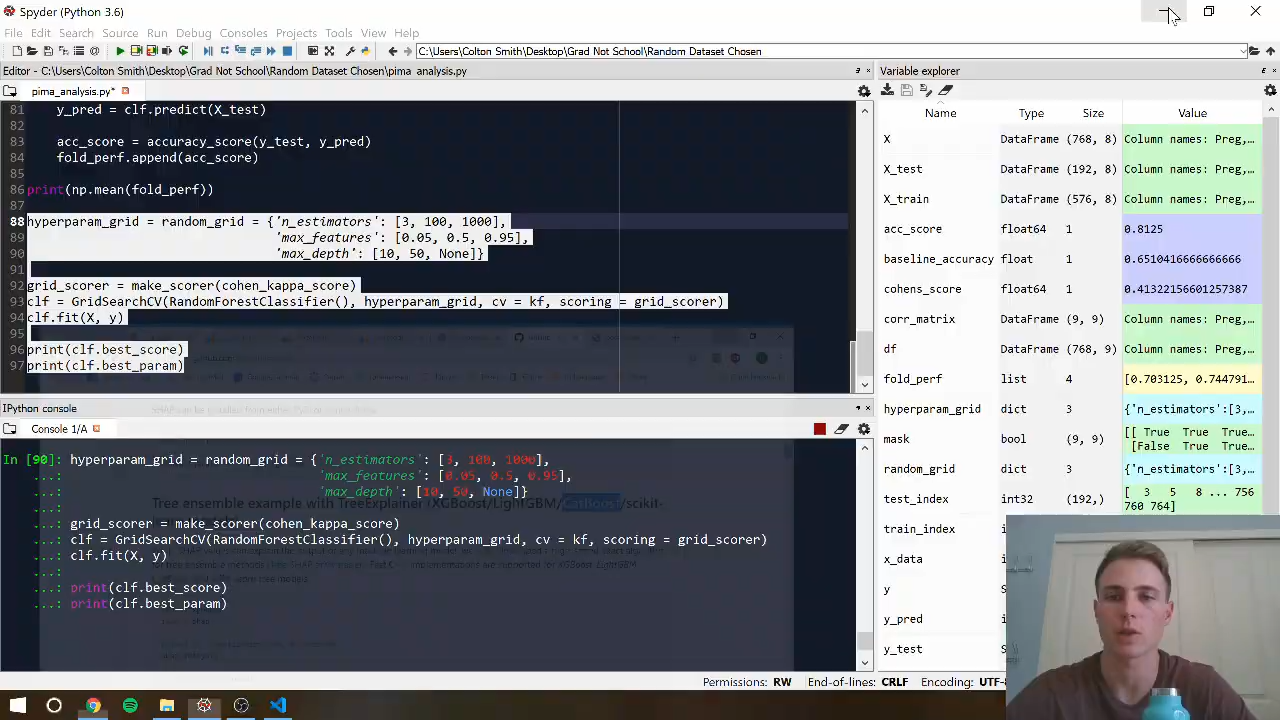 Spyder (Python 3.6)
File Edit Search Source Run Debug Consoles Projects Tools View Help
C:\Users\Colton Smith\Desktop\Grad Not School\Random Dataset Chosen
Editor - C:\Users\Colton Smith\Desktop\Grad Not School\Random Dataset Chosen\pima_analysis.py
pima_analysis.py*
81 y_pred = clf.predict(X_test)
82
83 acc_score = accuracy_score(y_test, y_pred)
84 fold_perf.append(acc_score)
85
86 print(np.mean(fold_perf))
87
88 hyperparam_grid = random_grid = {'n_estimators': [3, 100, 1000],
89 'max_features': [0.05, 0.5, 0.95],
90 'max_depth': [10, 50, None]}
91
92 grid_scorer = make_scorer(cohen_kappa_score)
93 clf = GridSearchCV(RandomForestClassifier(), hyperparam_grid, cv = kf, scoring = grid_scorer)
94 clf.fit(X, y)
95
96 print(clf.best_score)
97 print(clf.best_param)
IPython console
Console 1/A
In [90]: hyperparam_grid = random_grid = {'n_estimators': [3, 100, 1000],
...: 'max_features': [0.05, 0.5, 0.95],
...: 'max_depth': [10, 50, None]}
...:
...: grid_scorer = make_scorer(cohen_kappa_score)
...: clf = GridSearchCV(RandomForestClassifier(), hyperparam_grid, cv = kf, scoring = grid_scorer)
...: clf.fit(X, y)
...:
...: print(clf.best_score)
...: print(clf.best_param)
Tree ensemble example with TreeExplainer (XGBoost/LightGBM/CatBoost/scikit-
Variable explorer
Name Type Size Value
X DataFrame (768, 8) Column names: Preg,...
X_test DataFrame (192, 8) Column names: Preg,...
X_train DataFrame (576, 8) Column names: Preg,...
acc_score float64 1 0.8125
baseline_accuracy float 1 0.6510416666666666
cohens_score float64 1 0.41322156601257387
corr_matrix DataFrame (9, 9) Column names: Preg,...
df DataFrame (768, 9) Column names: Preg,...
fold_perf list 4 [0.703125, 0.744791...
hyperparam_grid dict 3 {'n_estimators':[3,...
mask bool (9, 9) [[ True True True...
[False True True...
random_grid dict 3 {'n_estimators':[3,...
test_index int32 (192,) [ 3 5 8 ... 756
760 764]
train_index
x_data
y
y_pred
y_test
Permissions: RW End-of-lines: CRLF Encoding: UTF-